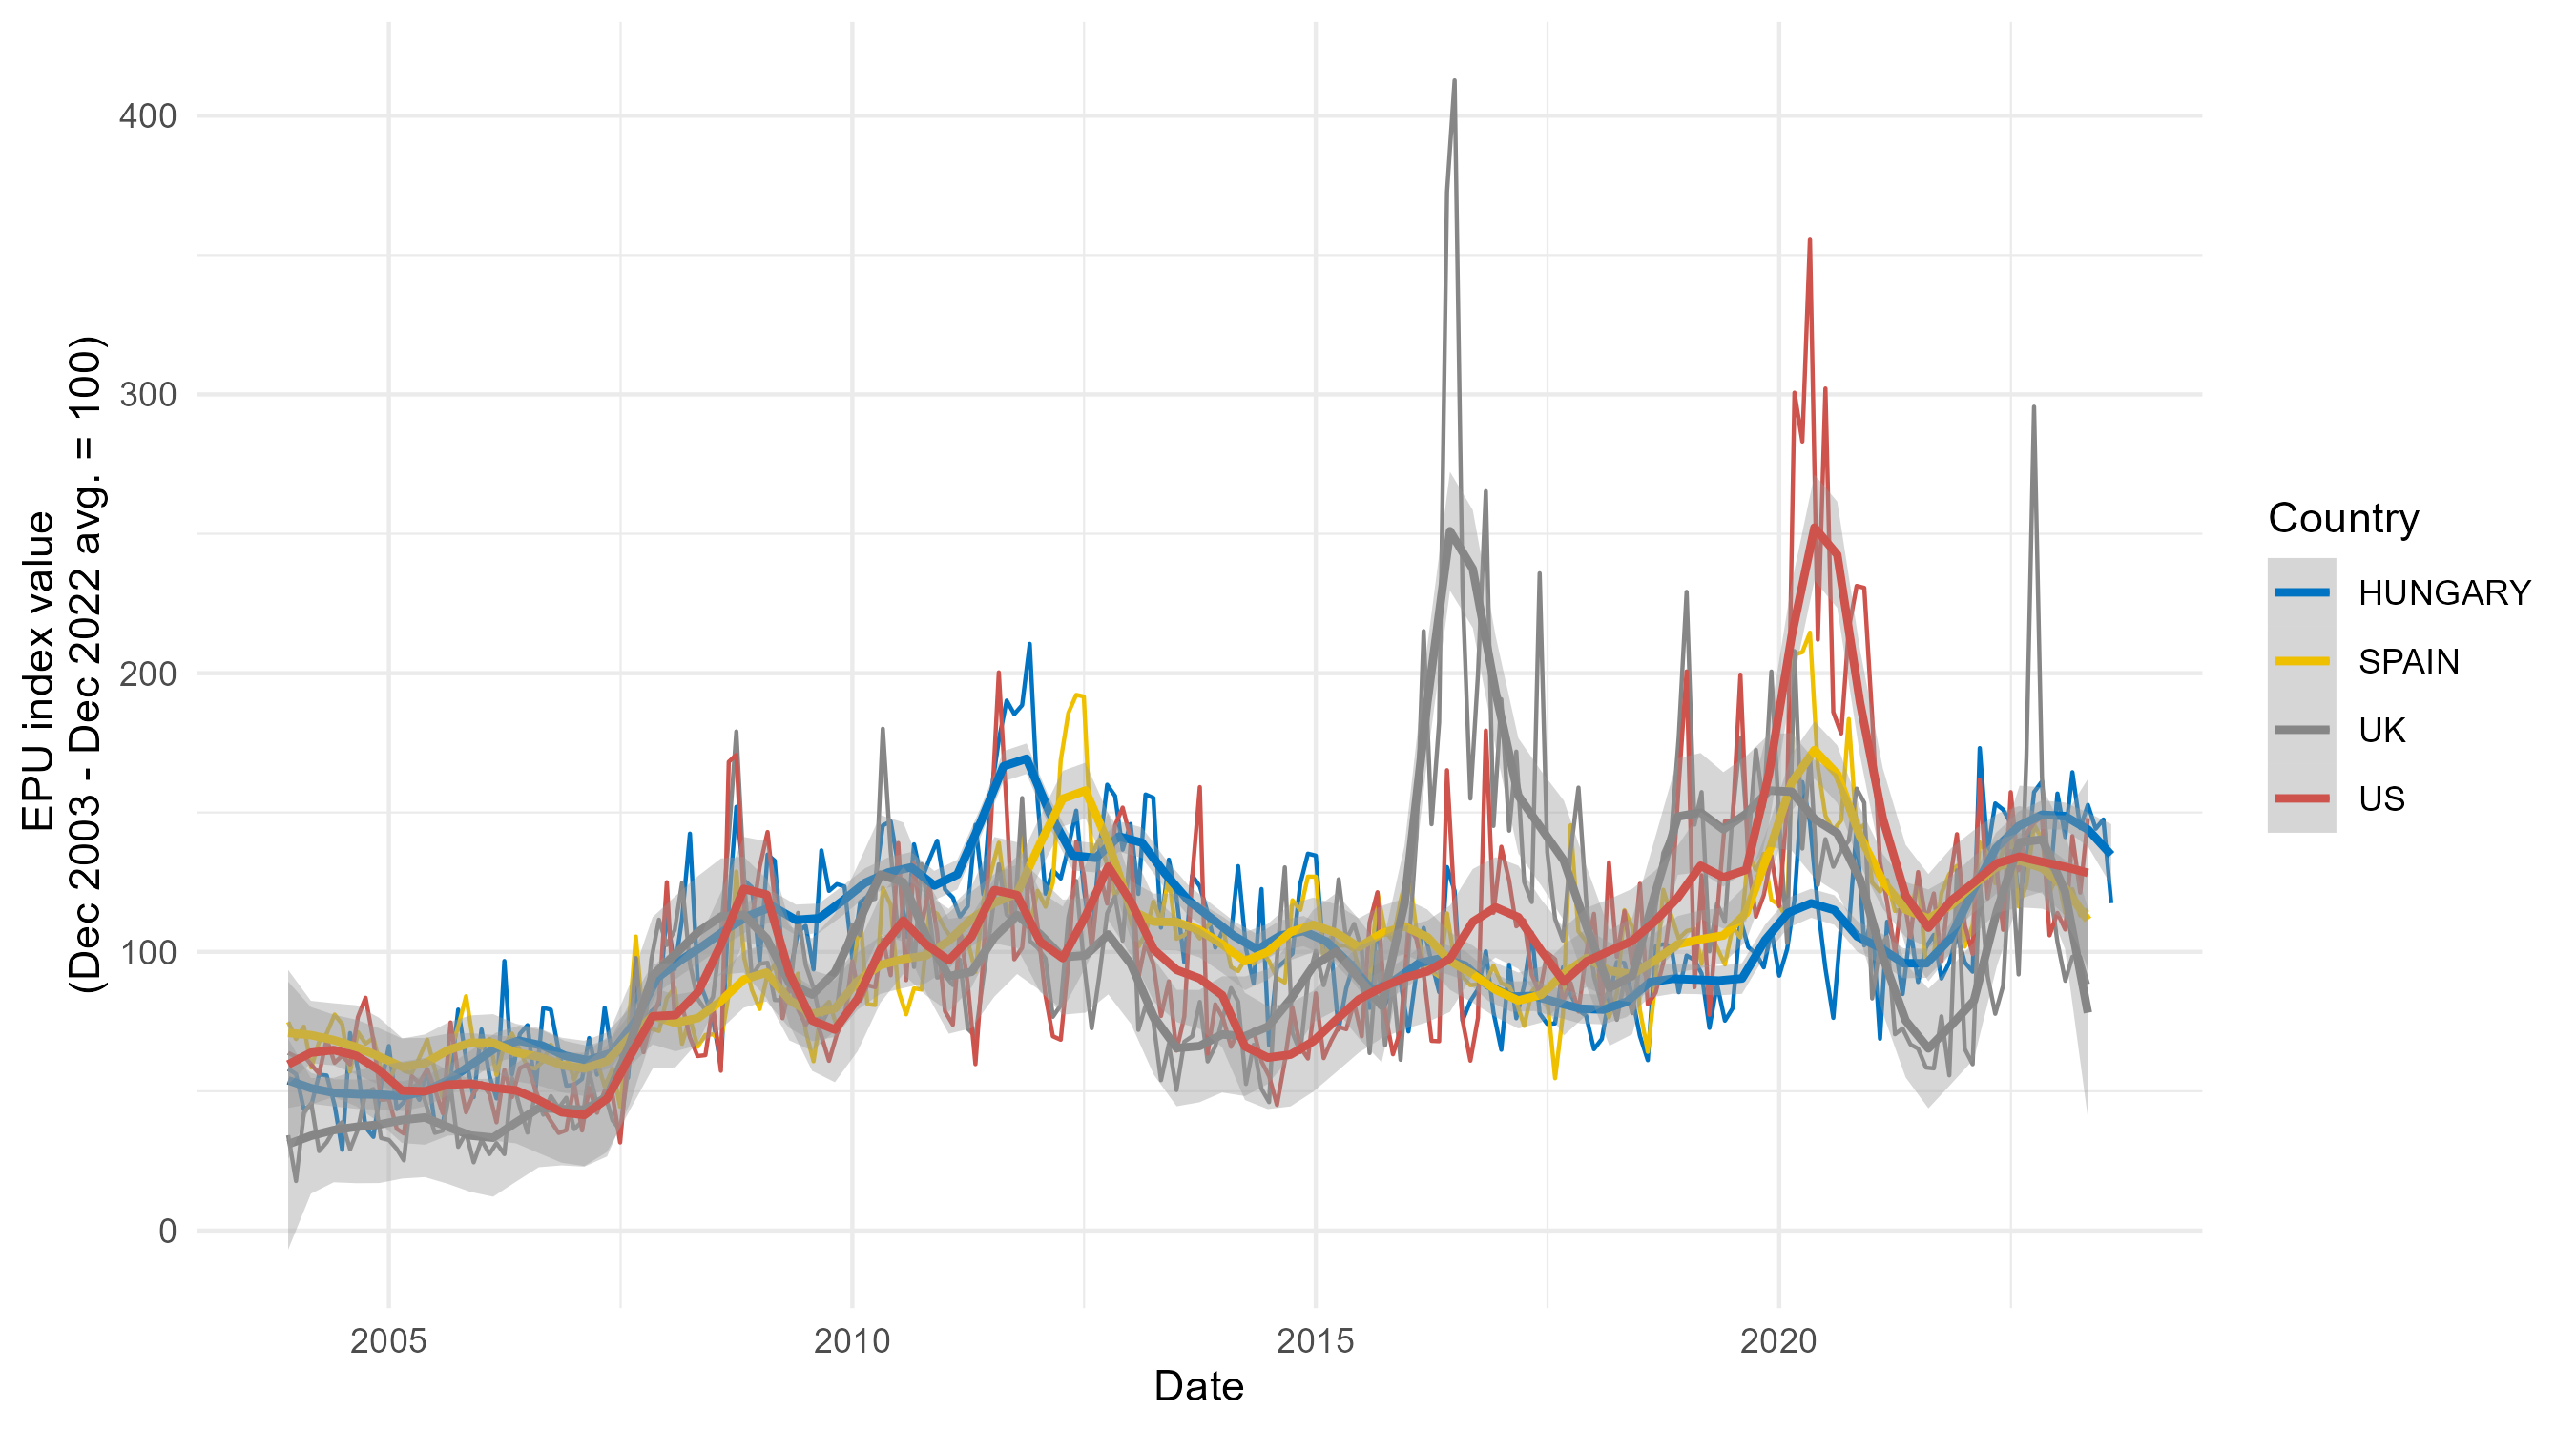 EPU index value
(Dec 2003 - Dec 2022 avg. = 100)
400
300
200
100
0
2005
2010
2015
2020
Date
Country
HUNGARY
SPAIN
UK
US